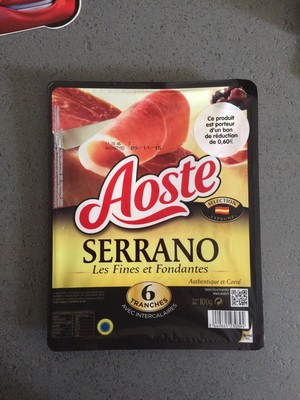 Ce produit
est porteur
d'un bon
de réduction
de 0,60€
Aoste
SELECTION
ESPAGNE
SERRANO
Les Fines et Fondantes
Authentique et Corsé
6
TRANCHES
AVEC INTERCALAIRES
100g